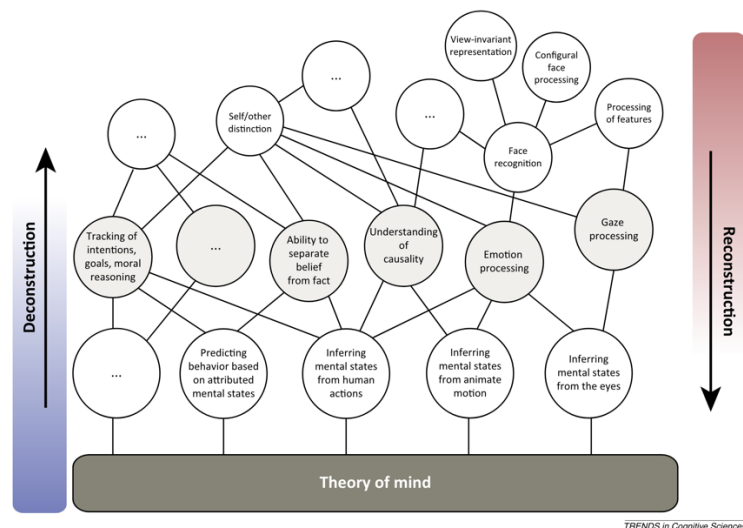 View-invariant
representation
Configural
face
processing
...
Processing
of features
...
Self/other
distinction
...
Face
recognition
Tracking of
intentions,
goals, moral
reasoning
...
Ability to
separate
belief
from fact
Understanding
of
causality
Emotion
processing
Gaze
processing
...
Predicting
behavior based
on attributed
mental states
Inferring
mental states
from human
actions
Inferring
mental states
from animate
motion
Inferring
mental states
from the eyes
Theory of mind
Deconstruction
Reconstruction
TRENDS in Cognitive Sciences